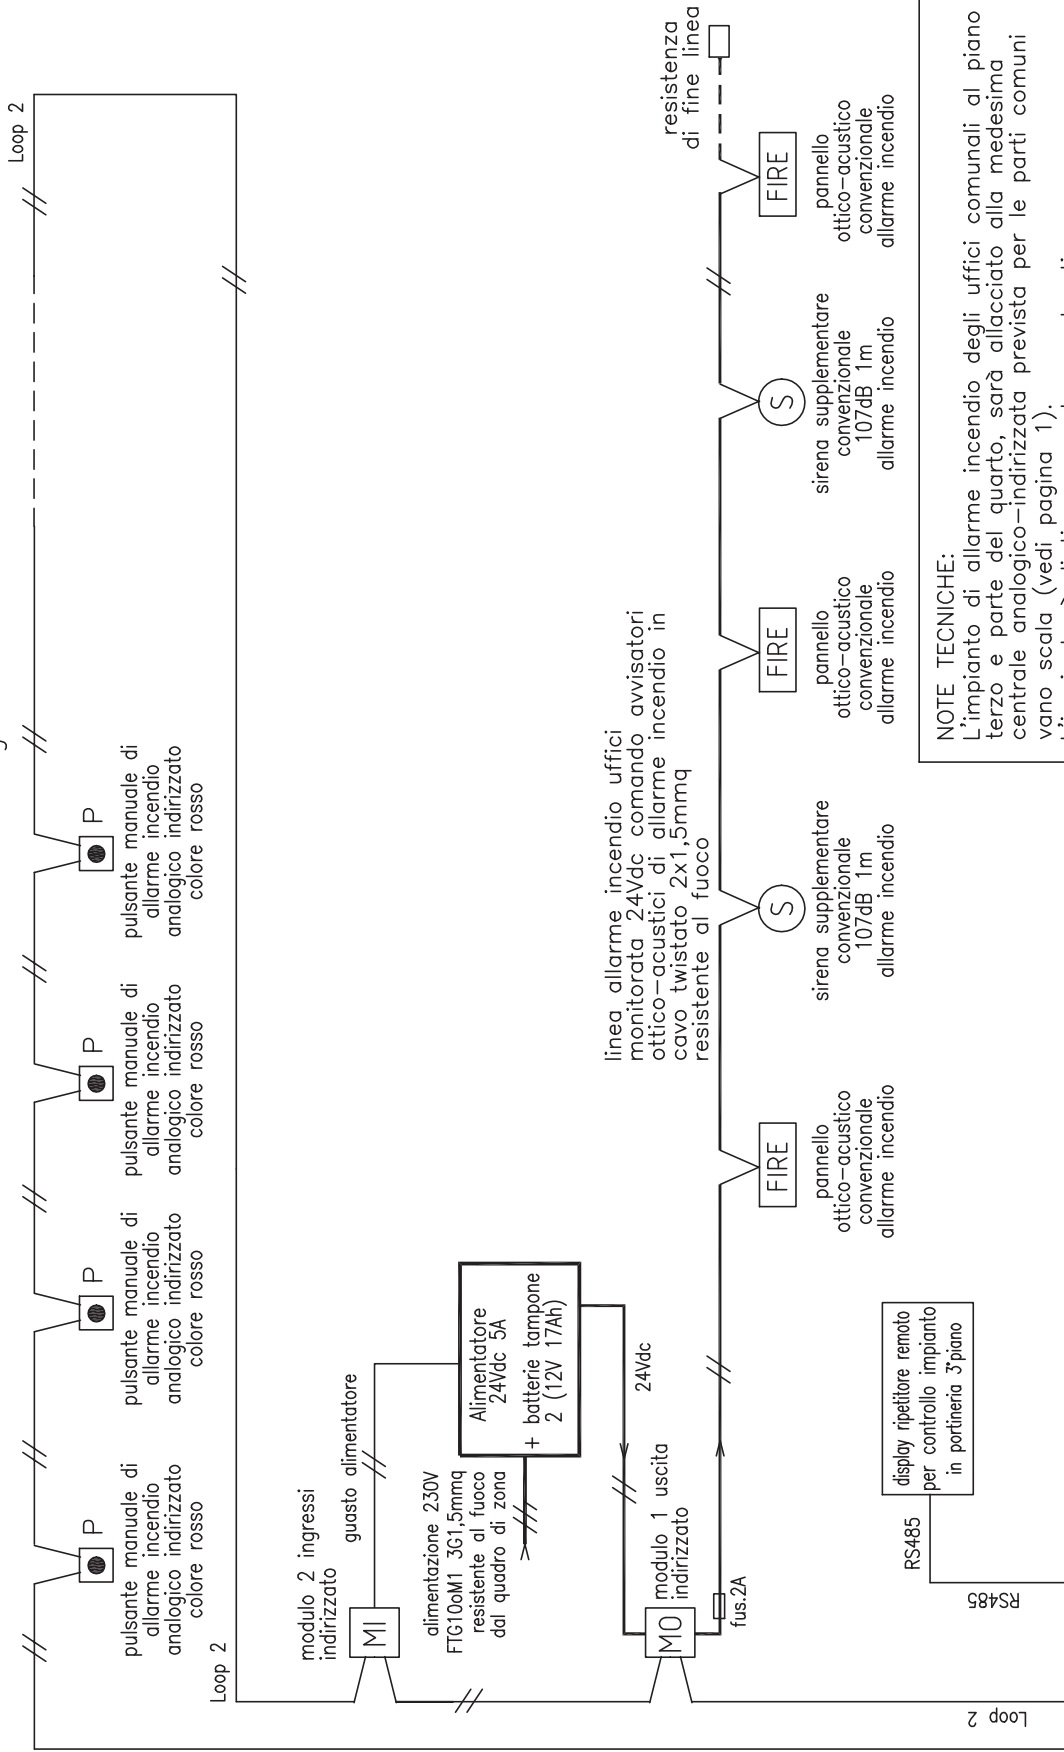 Loop 2
pulsante manuale di
allarme incendio
analogico indirizzato
colore rosso
P
pulsante manuale di
allarme incendio
analogico indirizzato
colore rosso
P
pulsante manuale di
allarme incendio
analogico indirizzato
colore rosso
P
pulsante manuale di
allarme incendio
analogico indirizzato
colore rosso
P
Loop 2
modulo 2 ingressi
indirizzato
MI
guasto alimentatore
alimentazione 230V
FTG10oM1 3G1,5mmq
resistente al fuoco
dal quadro di zona
Alimentatore
24Vdc 5A
+ batterie tampone
2 (12V 17Ah)
24Vdc
modulo 1 uscita
indirizzato
MO
fus.2A
linea allarme incendio uffici
monitorata 24Vdc comando avvisatori
ottico-acustici di allarme incendio in
cavo twistato 2x1,5mmq
resistente al fuoco
resistenza
di fine linea
FIRE
pannello
ottico-acustico
convenzionale
allarme incendio
S
sirena supplementare
convenzionale
107dB 1m
allarme incendio
FIRE
pannello
ottico-acustico
convenzionale
allarme incendio
S
sirena supplementare
convenzionale
107dB 1m
allarme incendio
FIRE
pannello
ottico-acustico
convenzionale
allarme incendio
display ripetitore remoto
per controllo impianto
in portineria 3°piano
RS485
RS485
Loop 2
NOTE TECNICHE:
L'impianto di allarme incendio degli uffici comunali al piano
terzo e parte del quarto, sarà allacciato alla medesima
centrale analogico-indirizzata prevista per le parti comuni
vano scala (vedi pagina 1).